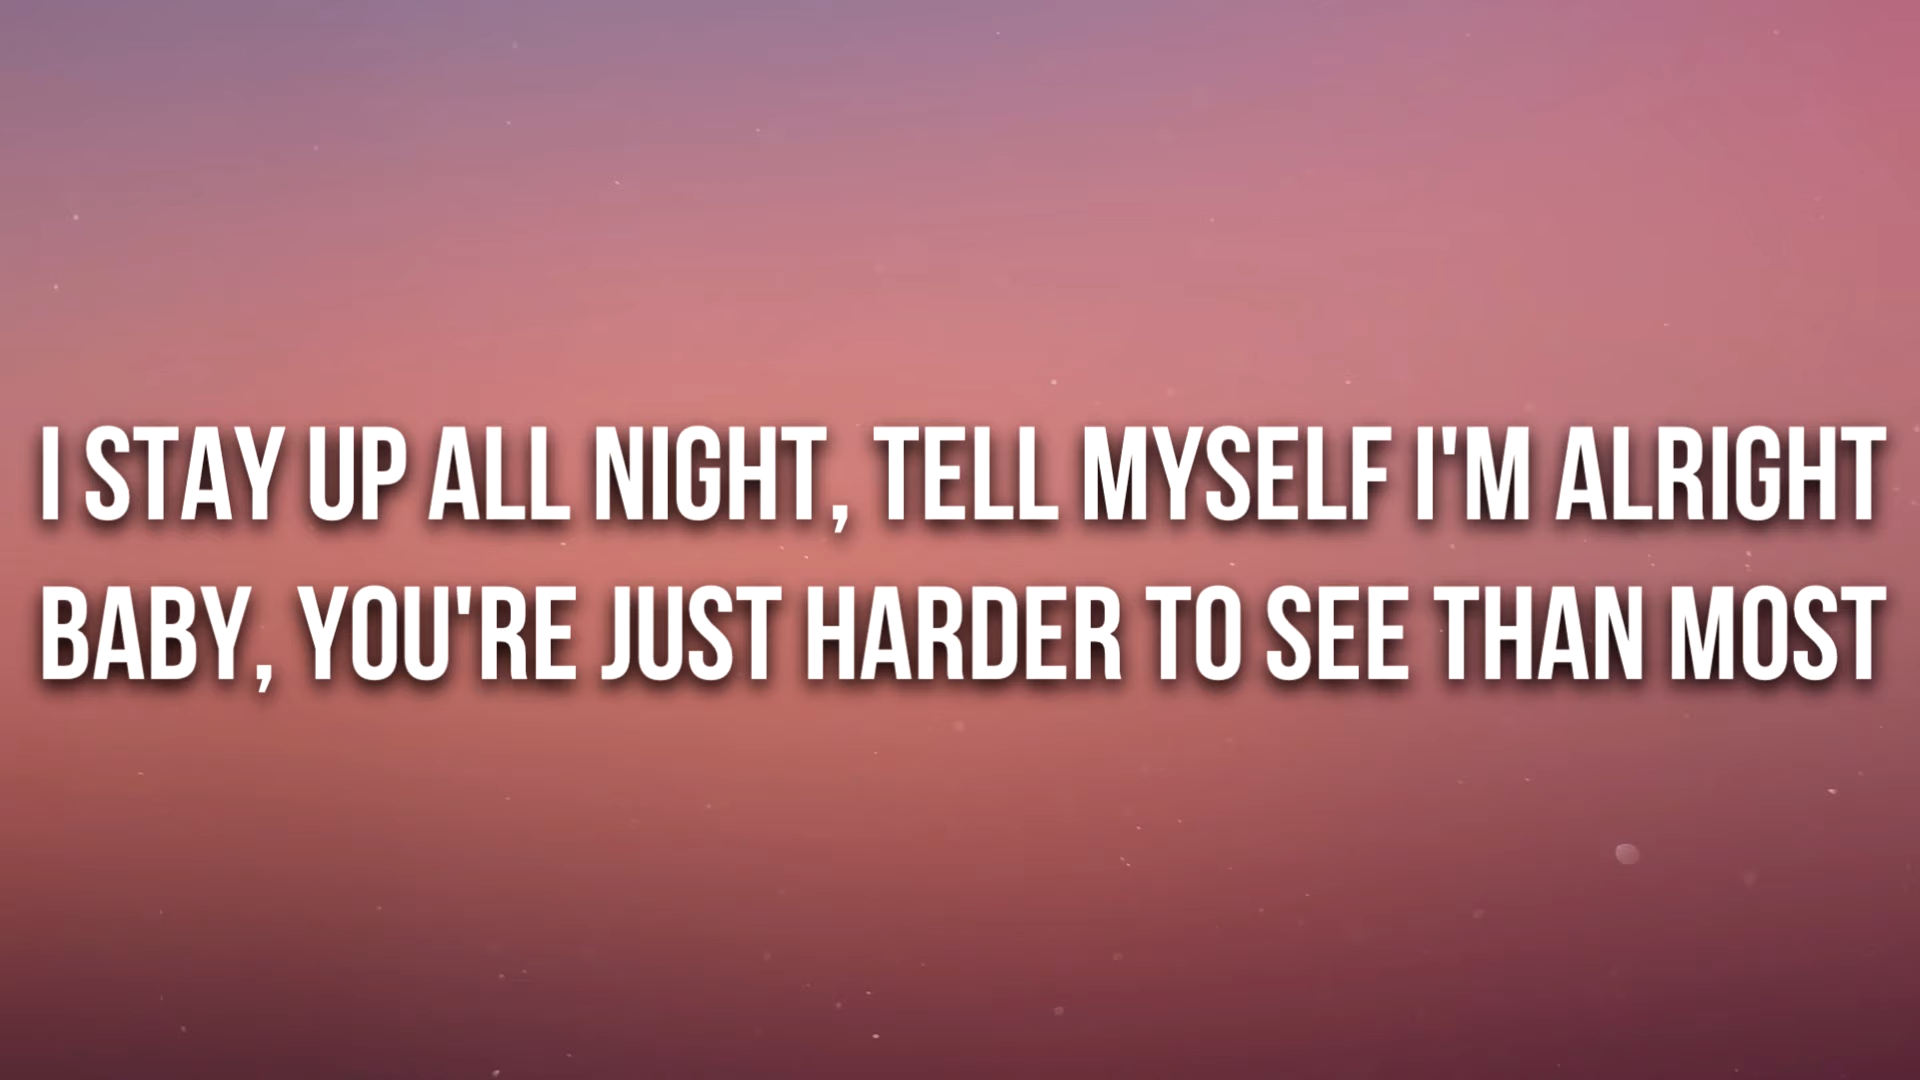 I STAY UP ALL NIGHT, TELL MYSELF I'M ALRIGHT
BABY, YOU'RE JUST HARDER TO SEE THAN MOST